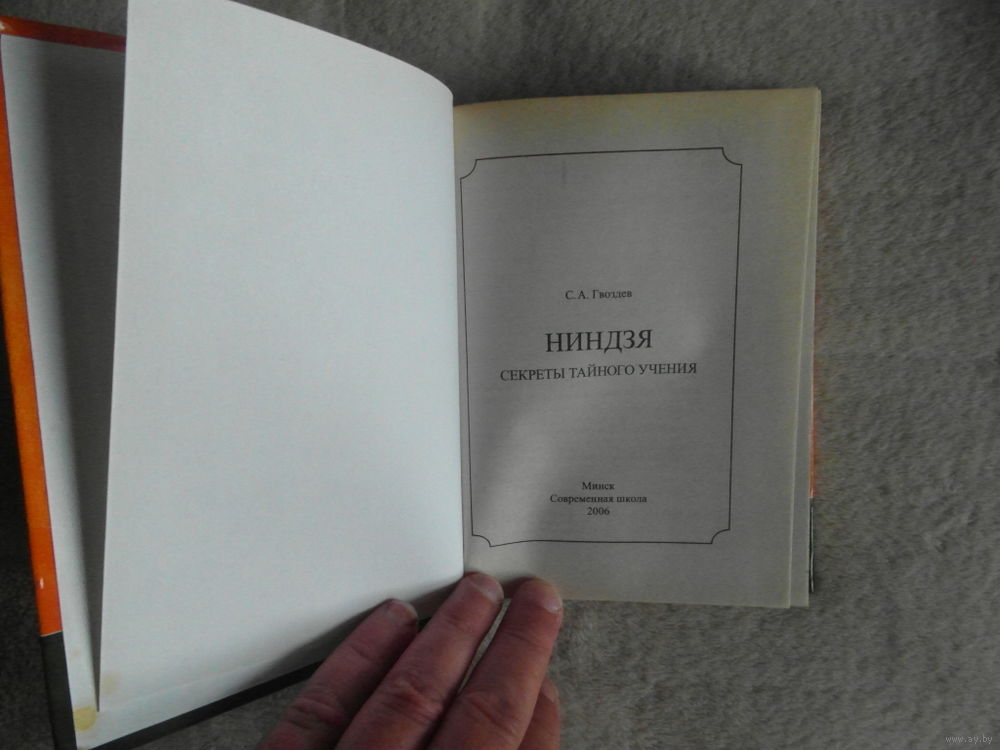 С. А. Гвоздев
НИНДЗЯ
СЕКРЕТЫ ТАЙНОГО УЧЕНИЯ
Минск
Современная школа
2006
www.ay.by